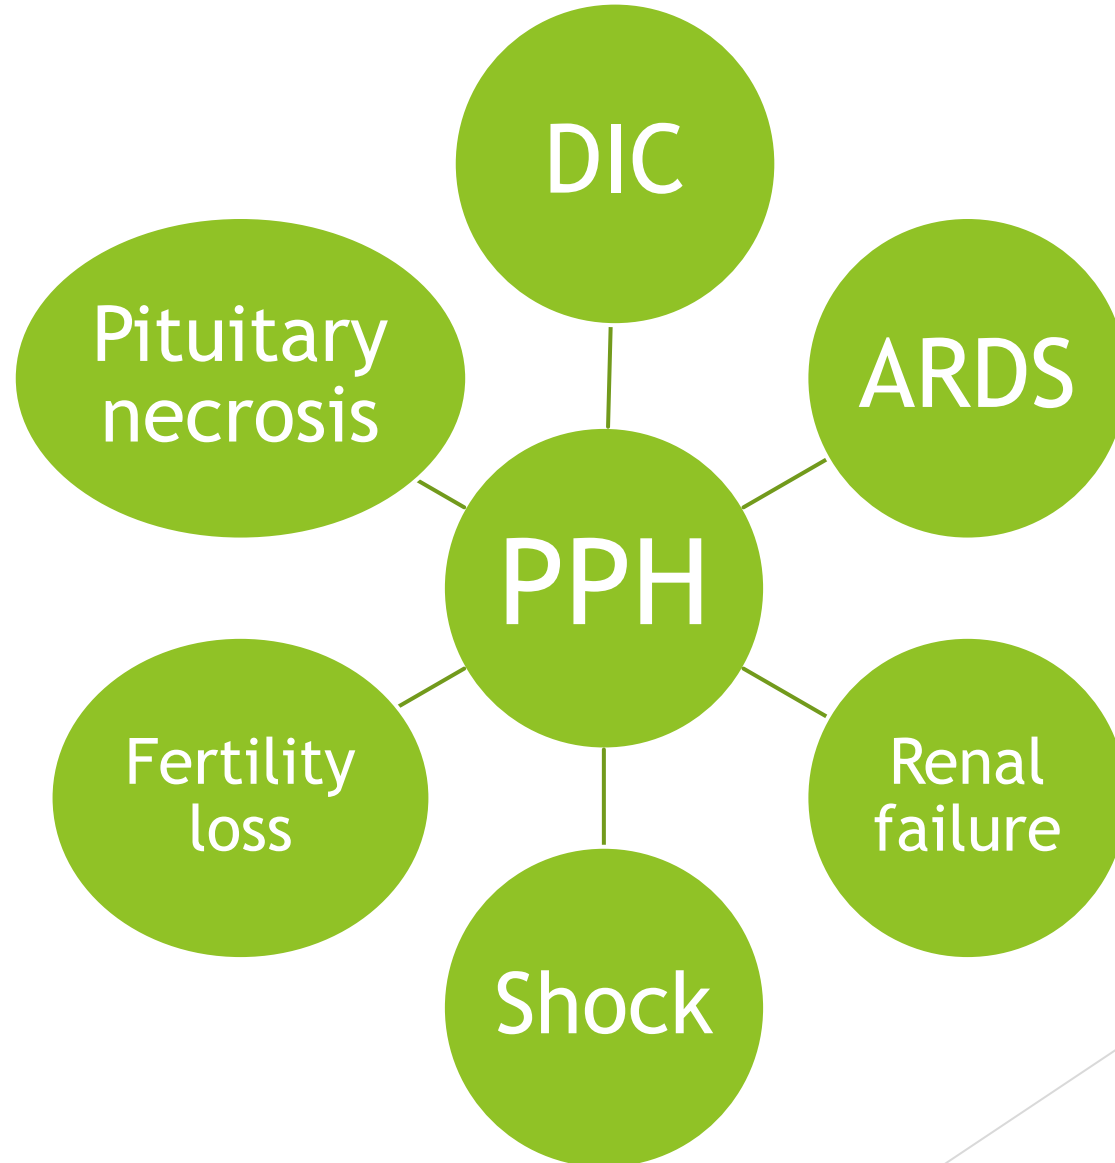 DIC
Pituitary
necrosis
ARDS
PPH
Fertility
loss
Renal
failure
Shock